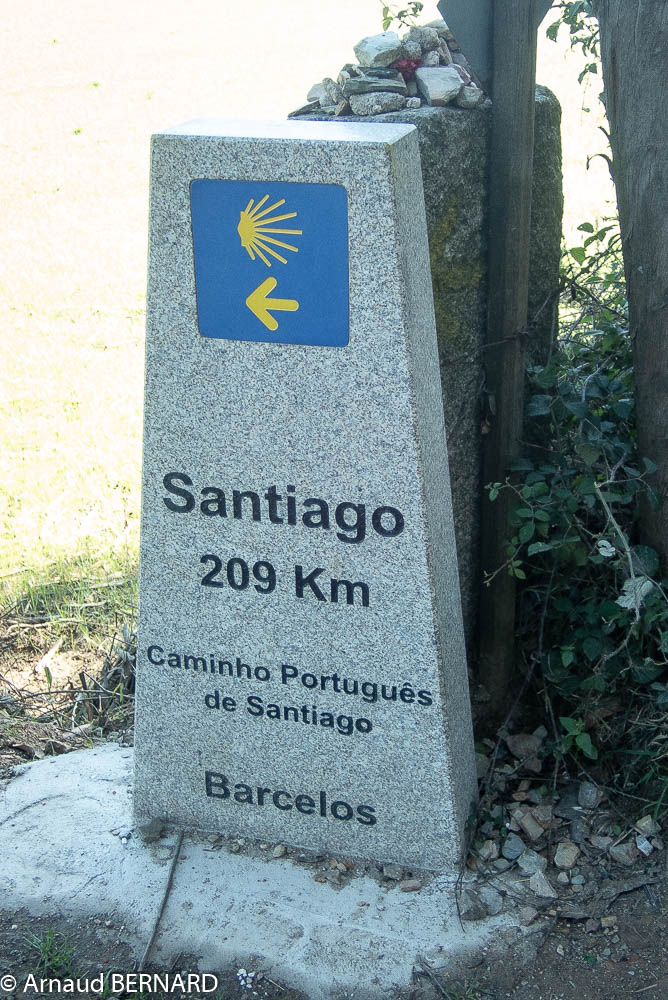 Santiago
209 Km
Caminho Português
de Santiago
Barcelos
© Arnaud BERNARD